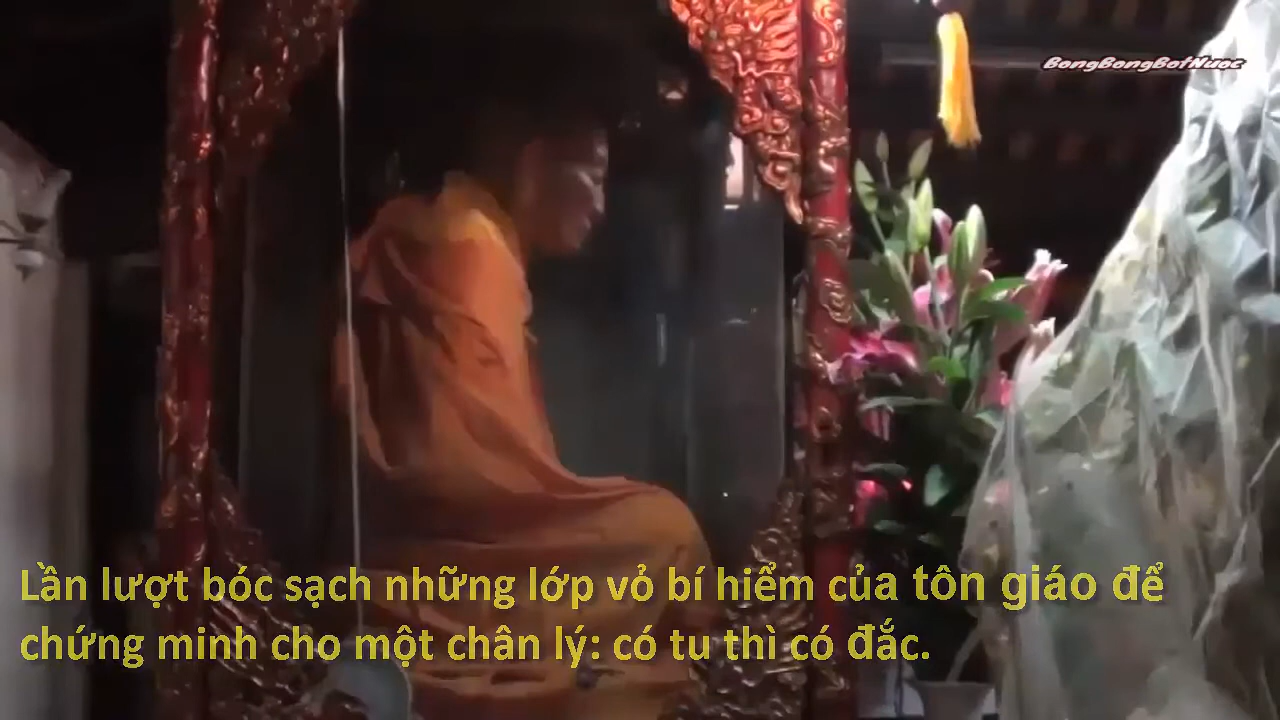 BongBongBotNuoc
Lần lượt bóc sạch những lớp vỏ bí hiểm của tôn giáo để
chứng minh cho một chân lý: có tu thì có đắc.